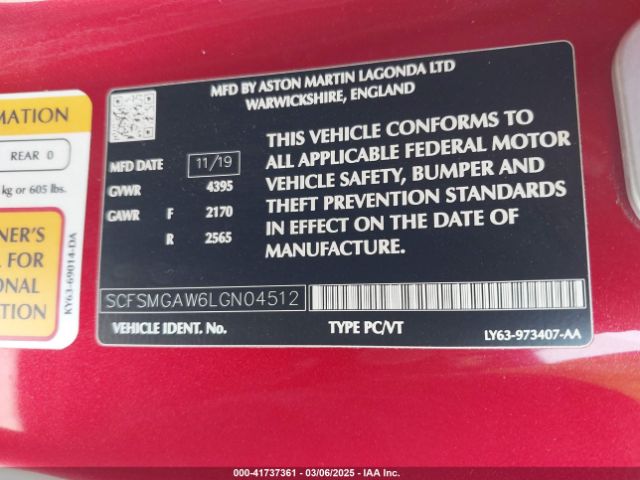 MATION
REAR 0
kg or 605 lbs.
NER'S
L FOR
ONAL
N
KY63-69014-DA
MFD BY ASTON MARTIN LAGONDA LTD
WARWICKSHIRE, ENGLAND
MFD DATE 11/19
GVWR 4395
GAWR F 2170
R 2565
THIS VEHICLE CONFORMS TO
ALL APPLICABLE FEDERAL MOTOR
VEHICLE SAFETY, BUMPER AND
THEFT PREVENTION STANDARDS
IN EFFECT ON THE DATE OF
MANUFACTURE.
SCFSMGAW6LGN04512
VEHICLE IDENT. No. TYPE PC/VT LY63-973407-AA
000-41737361 - 03/06/2025 - IAA Inc.